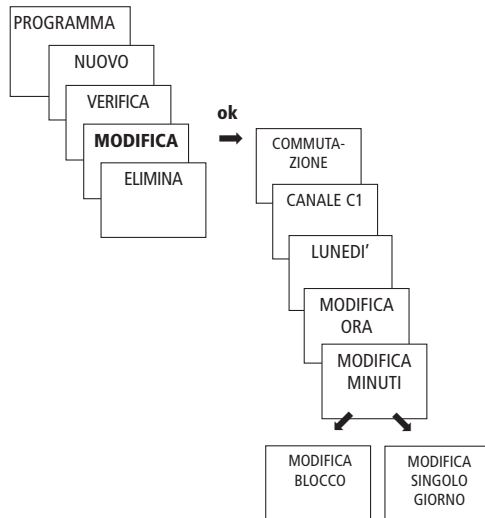 PROGRAMMA
NUOVO
VERIFICA
MODIFICA
ELIMINA
ok
COMMUTA-
ZIONE
CANALE C1
LUNEDI’
MODIFICA
ORA
MODIFICA
MINUTI
MODIFICA
BLOCCO
MODIFICA
SINGOLO
GIORNO